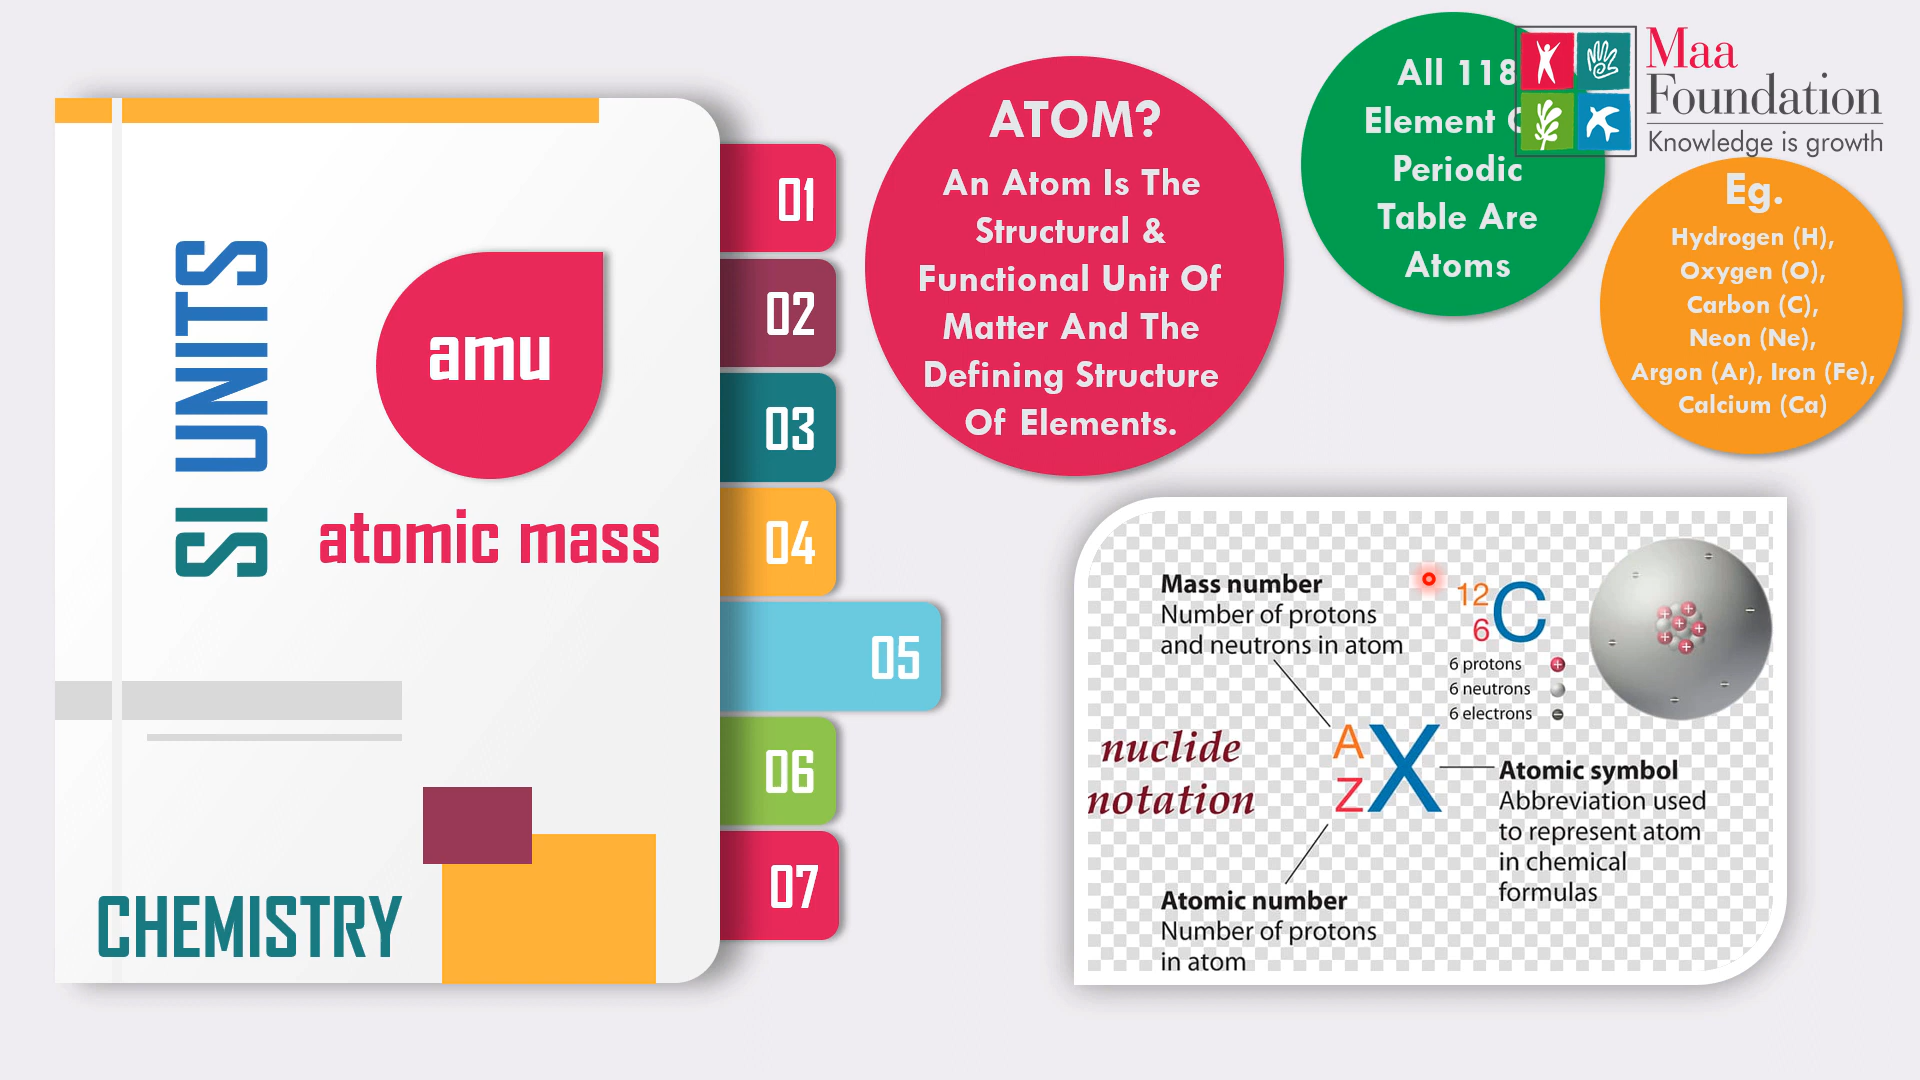 SI UNITS
amu
atomic mass
CHEMISTRY
01
02
03
04
05
06
07
ATOM?
An Atom Is The
Structural &
Functional Unit Of
Matter And The
Defining Structure
Of Elements.
All 118
Element
Periodic
Table Are
Atoms
Maa
Foundation
Knowledge is growth
Eg.
Hydrogen (H),
Oxygen (O),
Carbon (C),
Neon (Ne),
Argon (Ar), Iron (Fe),
Calcium (Ca)
Mass number
Number of protons
and neutrons in atom
12
6
C
6 protons +
6 neutrons
6 electrons −
nuclide
notation
A
Z
X
Atomic symbol
Abbreviation used
to represent atom
in chemical
formulas
Atomic number
Number of protons
in atom